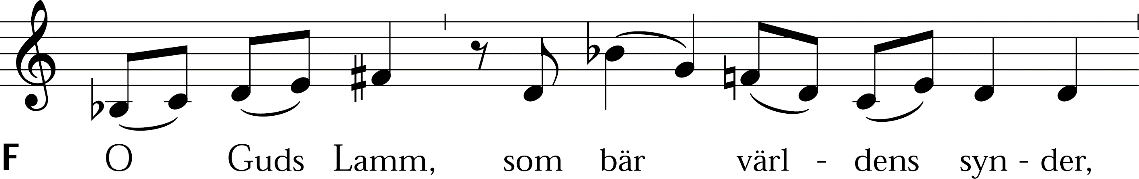 F O Guds Lamm, som bär värl - dens syn - der,